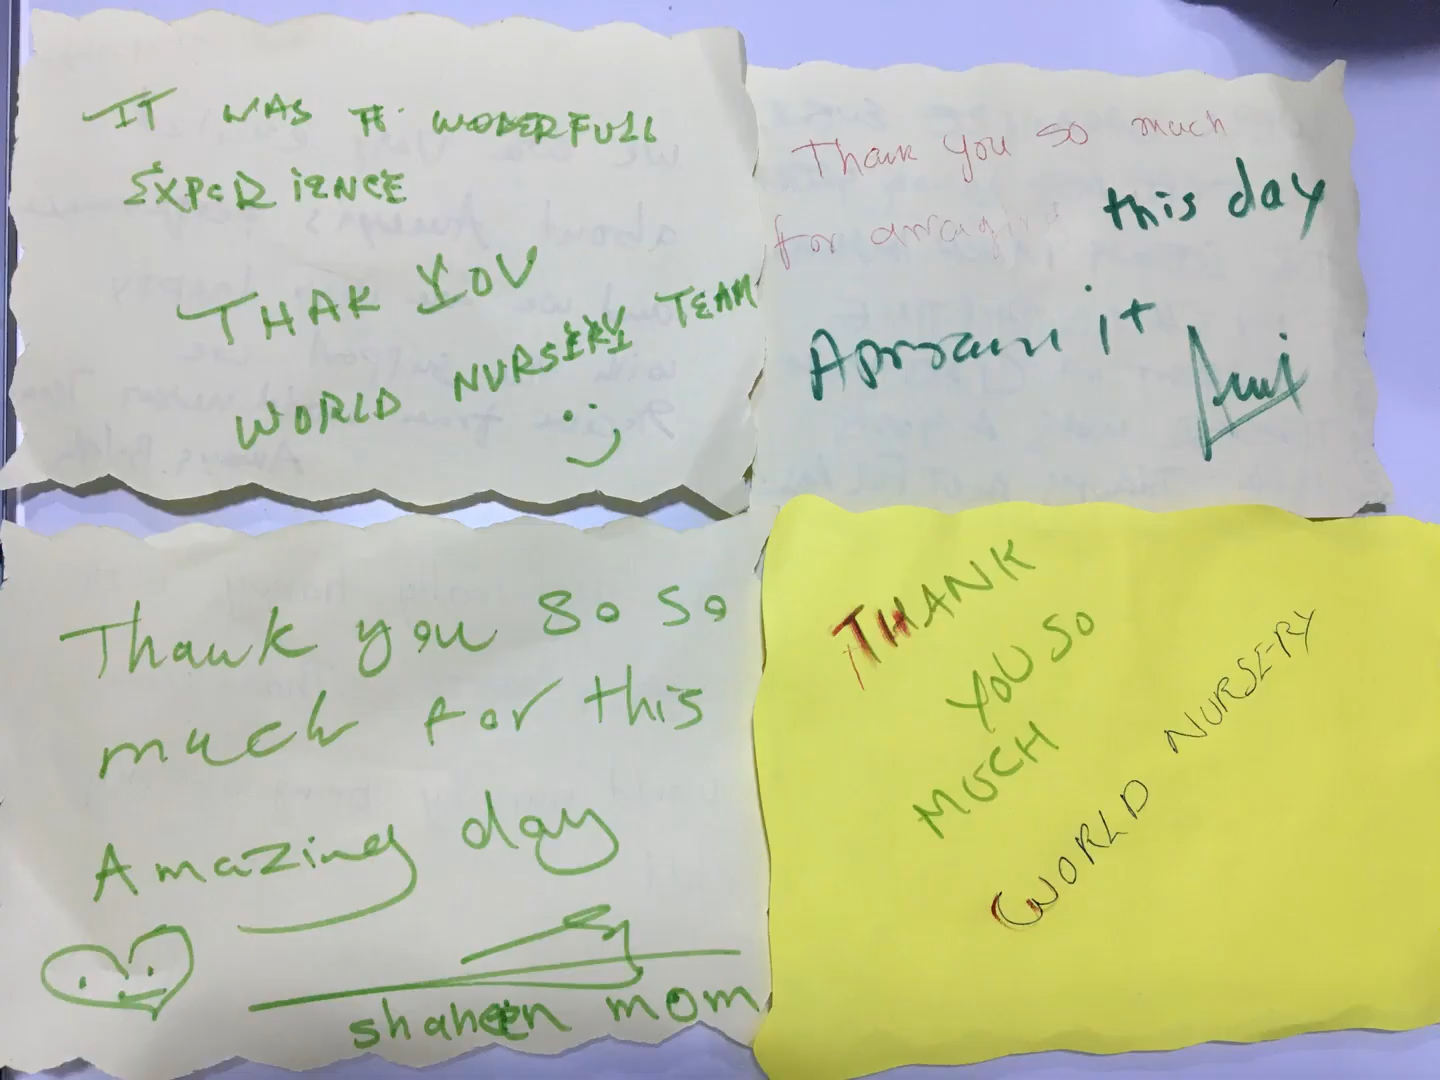 IT WAS A WODERFULL
EXPERIENCE
THAK YOU
WORLD NURSERY TEAM
Thank you so much
for arraging this day
it
Thank you so so
much for this
Amazing day
shaheen mom
THANK
YOU SO
MUCH
WORLD NURSERY